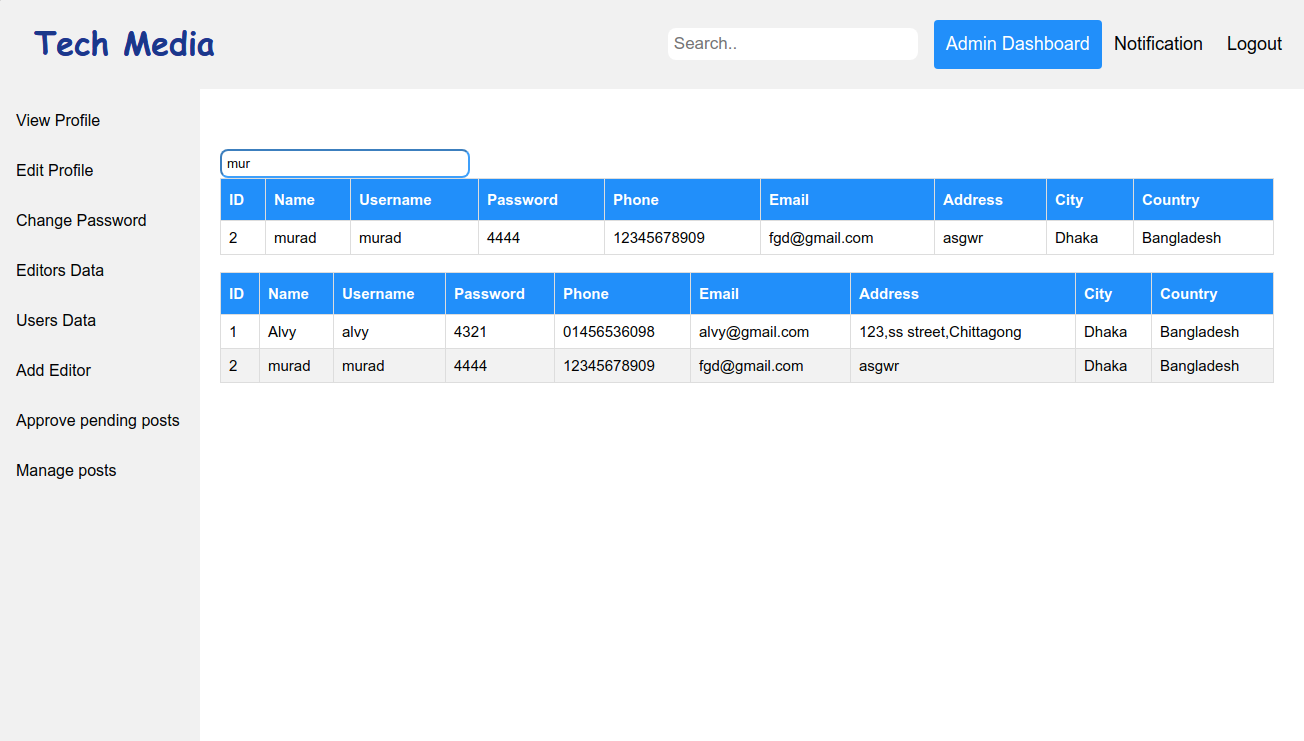 Tech Media
Search..
Admin Dashboard Notification Logout
View Profile
Edit Profile
Change Password
Editors Data
Users Data
Add Editor
Approve pending posts
Manage posts
mur
ID Name Username Password Phone Email Address City Country
2 murad murad 4444 12345678909 fgd@gmail.com asgwr Dhaka Bangladesh
ID Name Username Password Phone Email Address City Country
1 Alvy alvy 4321 01456536098 alvy@gmail.com 123,ss street,Chittagong Dhaka Bangladesh
2 murad murad 4444 12345678909 fgd@gmail.com asgwr Dhaka Bangladesh